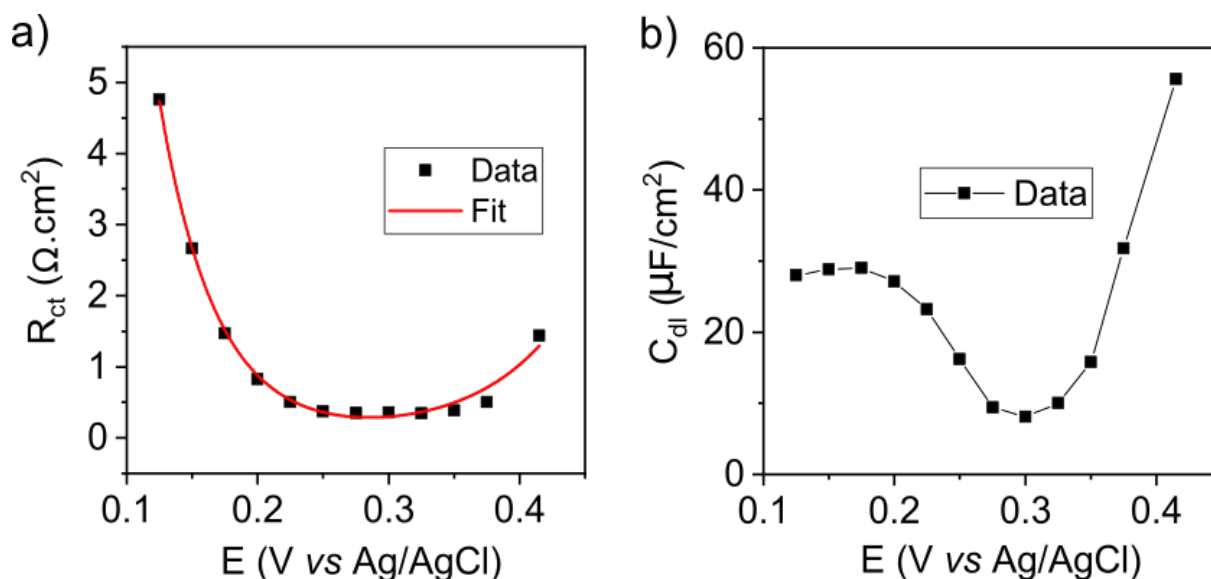 a)
5
4
3
2
1
0
R_ct (Ω.cm²)
Data
Fit
0.1
0.2
0.3
0.4
E (V vs Ag/AgCl)
b)
60
40
20
0
C_dl (µF/cm²)
Data
0.1
0.2
0.3
0.4
E (V vs Ag/AgCl)